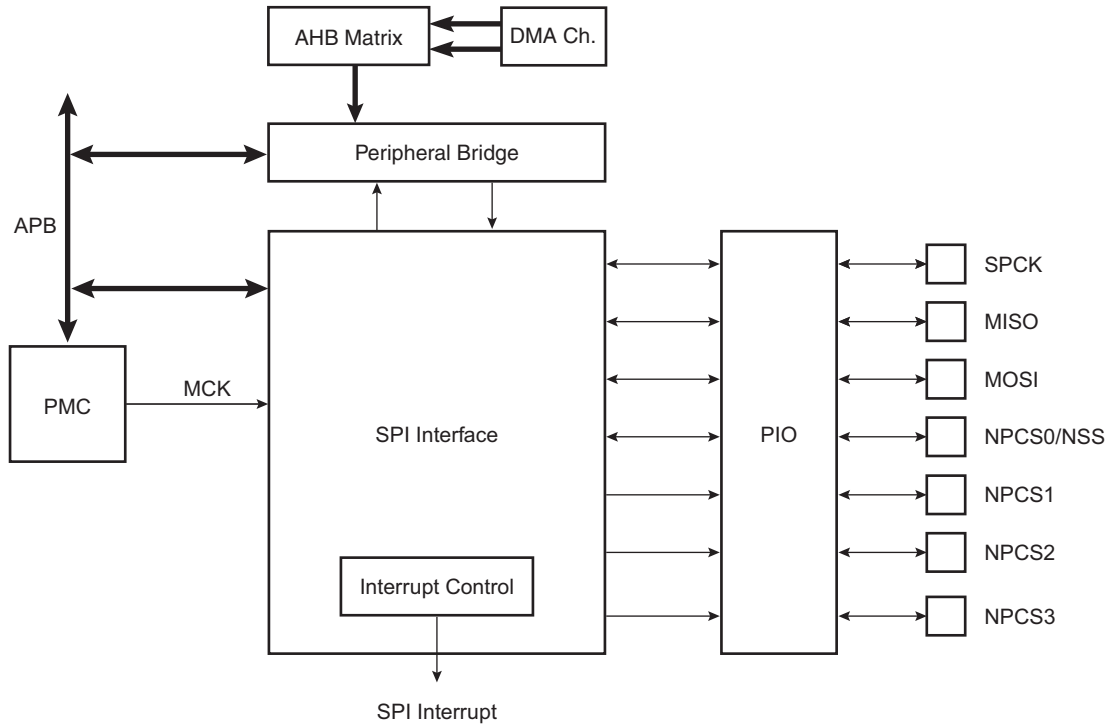 AHB Matrix
DMA Ch.
Peripheral Bridge
APB
PMC
MCK
SPI Interface
Interrupt Control
SPI Interrupt
PIO
SPCK
MISO
MOSI
NPCS0/NSS
NPCS1
NPCS2
NPCS3